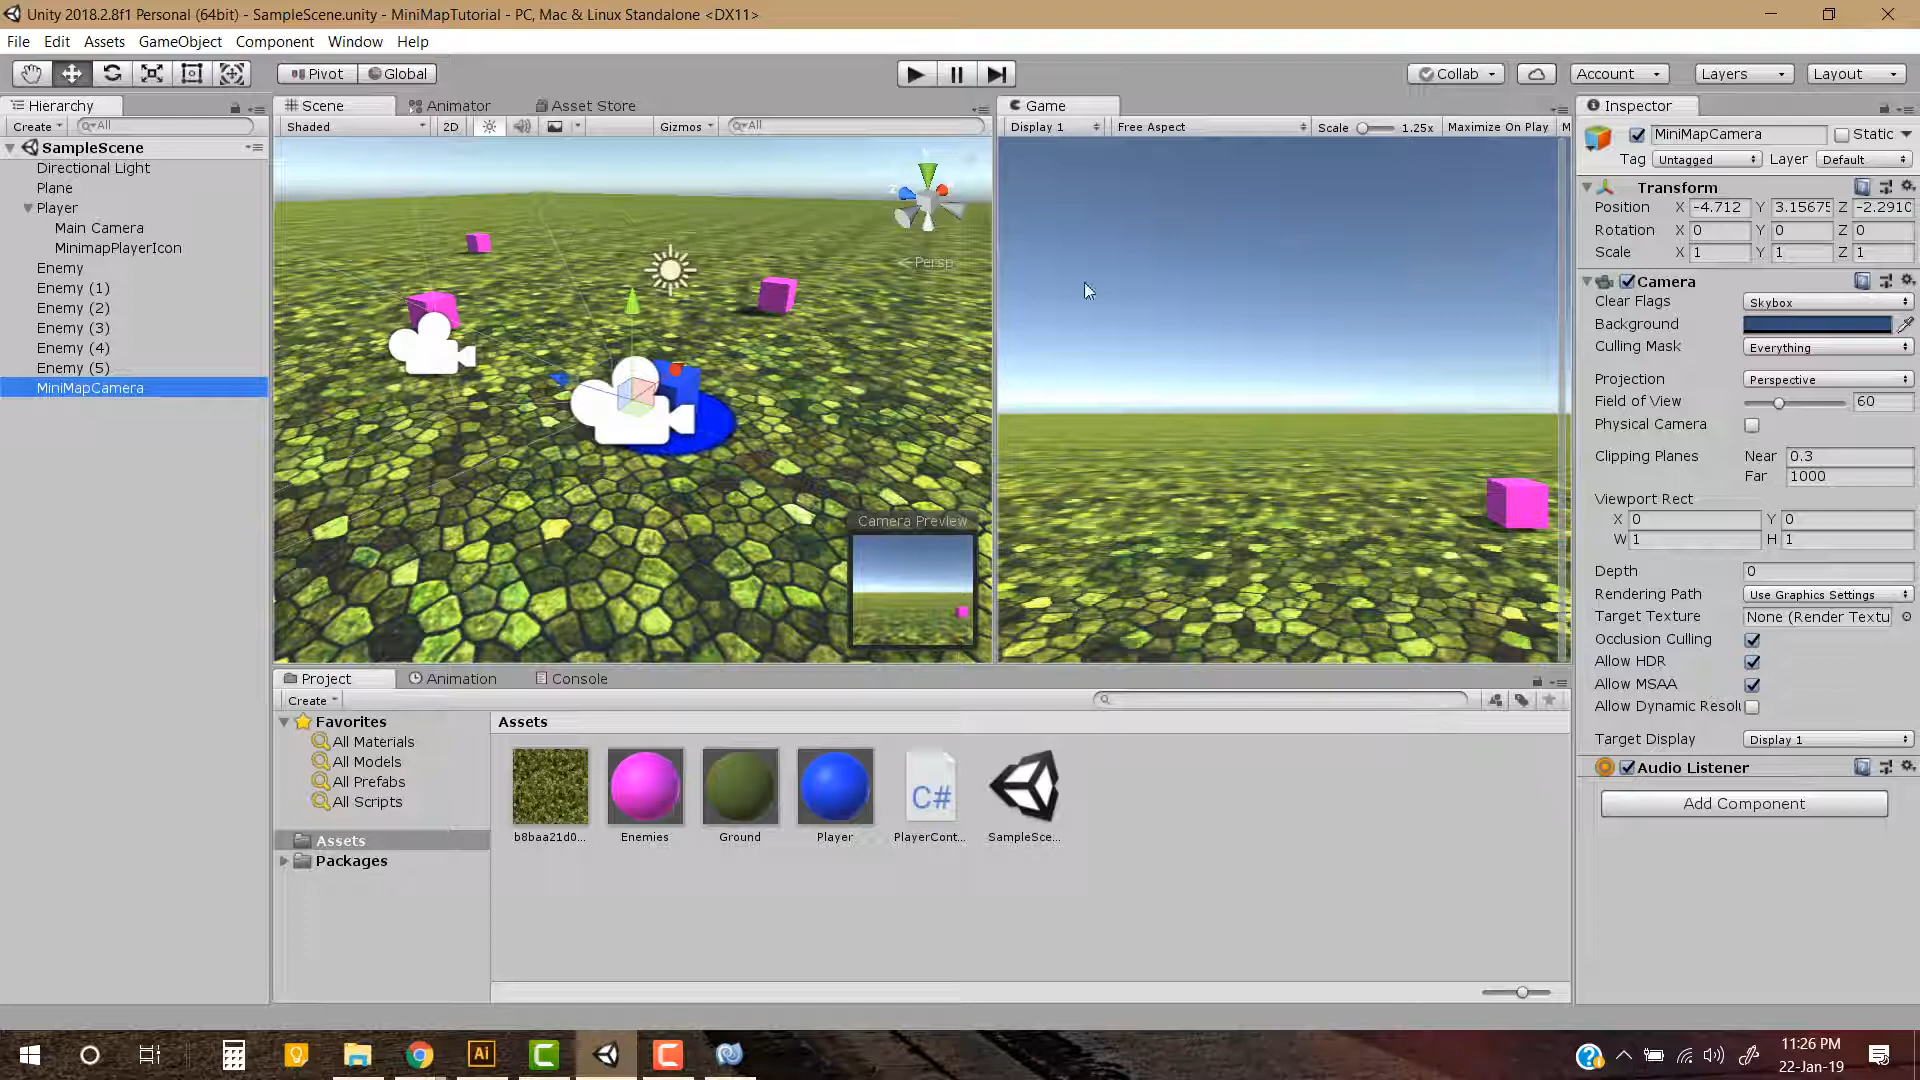 Unity 2018.2.8f1 Personal (64bit) - SampleScene.unity - MiniMapTutorial - PC, Mac & Linux Standalone <DX11>
File Edit Assets GameObject Component Window Help
Pivot Global Collab Account Layers Layout
Hierarchy
Create All
SampleScene
Directional Light
Plane
Player
Main Camera
MinimapPlayerIcon
Enemy
Enemy (1)
Enemy (2)
Enemy (3)
Enemy (4)
Enemy (5)
MiniMapCamera
Scene Animator Asset Store
Shaded 2D Gizmos All
Persp
Camera Preview
Game
Display 1 Free Aspect Scale 1.25x Maximize On Play M
Inspector
MiniMapCamera Static
Tag Untagged Layer Default
Transform
Position X -4.712 Y 3.15675 Z -2.2910
Rotation X 0 Y 0 Z 0
Scale X 1 Y 1 Z 1
Camera
Clear Flags Skybox
Background
Culling Mask Everything
Projection Perspective
Field of View 60
Physical Camera
Clipping Planes Near 0.3
Far 1000
Viewport Rect
X 0 Y 0
W 1 H 1
Depth 0
Rendering Path Use Graphics Settings
Target Texture None (Render Textu
Occlusion Culling
Allow HDR
Allow MSAA
Allow Dynamic Resolu
Target Display Display 1
Audio Listener
Add Component
Project Animation Console
Create
Favorites
All Materials
All Models
All Prefabs
All Scripts
Assets
Packages
Assets
C#
b8baa21d0... Enemies Ground Player PlayerCont... SampleSce...
Ai C C
11:26 PM
22-Jan-19